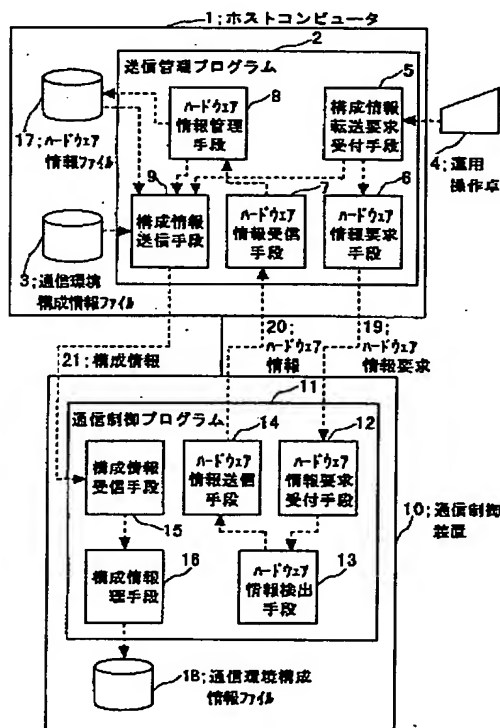 1;ホストコンピュータ
2
送信管理プログラム
8
5
ハードウェア
情報管理
手段
構成情報
転送要求
受付手段
17;ハードウェア
情報ファイル
4;運用
操作卓
9
7
6
構成情報
送信手段
ハードウェア
情報受信
手段
ハードウェア
情報要求
手段
3;通信環境
構成情報ファイル
20;
ハードウェア
情報
19;
ハードウェア
情報要求
21;構成情報
11
通信制御プログラム
14
12
構成情報
受信手段
ハードウェア
情報送信
手段
ハードウェア
情報要求
受付手段
10;通信制御
装置
15
16
13
構成情報
理手段
ハードウェア
情報検出
手段
18;通信環境構成
情報ファイル